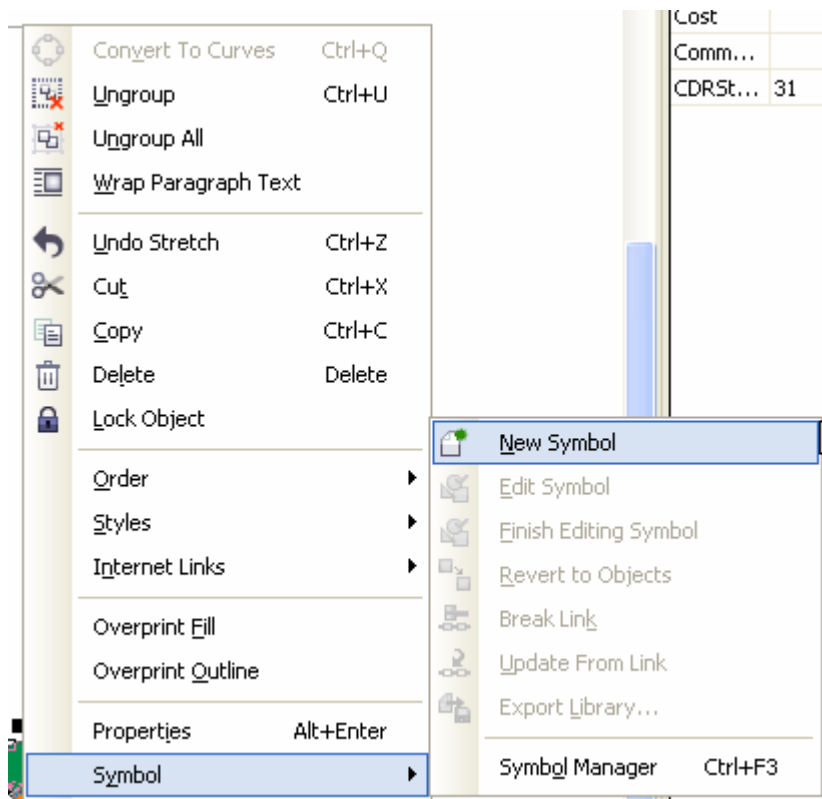 Cost
Comm...
CDRSt... 31
Convert To Curves Ctrl+Q
Ungroup Ctrl+U
Ungroup All
Wrap Paragraph Text
Undo Stretch Ctrl+Z
Cut Ctrl+X
Copy Ctrl+C
Delete Delete
Lock Object
Order
Styles
Internet Links
Overprint Fill
Overprint Outline
Properties Alt+Enter
Symbol
New Symbol
Edit Symbol
Finish Editing Symbol
Revert to Objects
Break Link
Update From Link
Export Library...
Symbol Manager Ctrl+F3